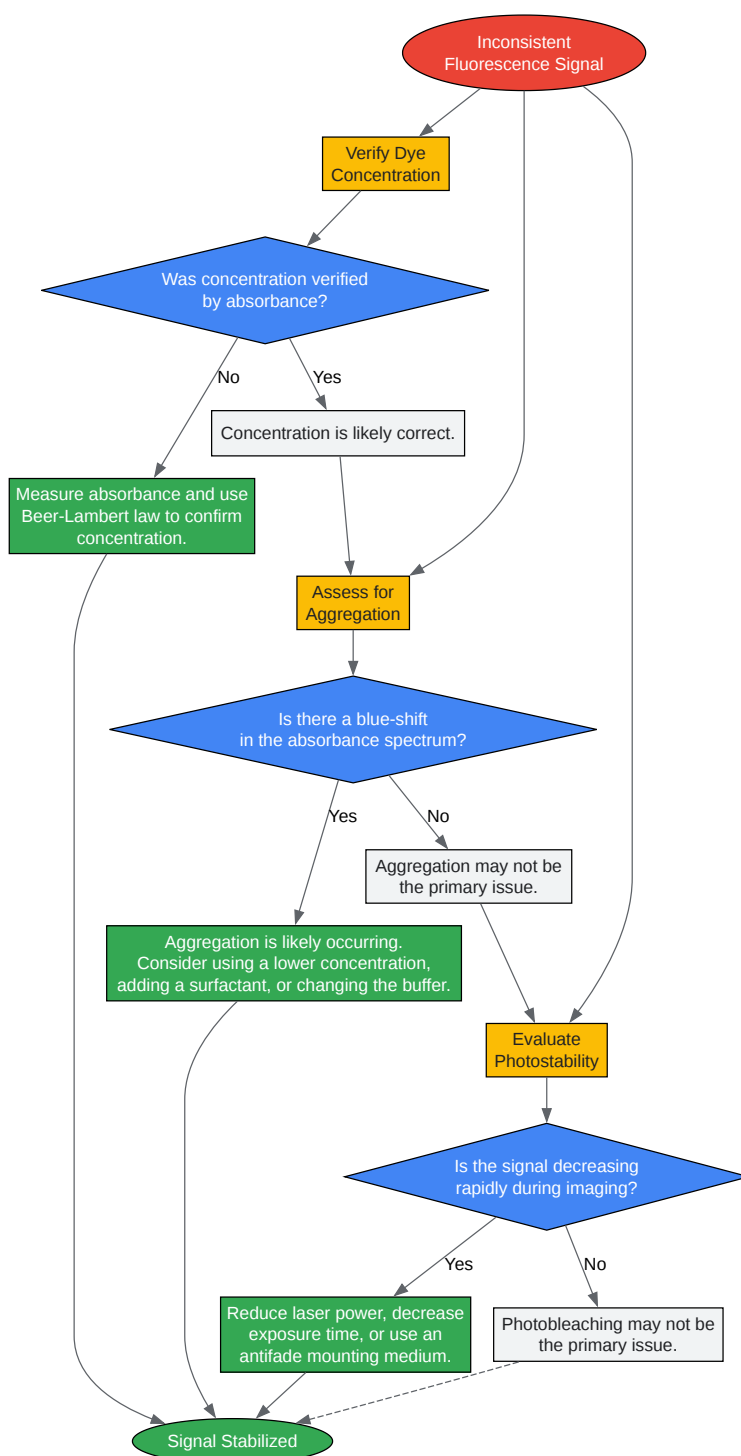 Inconsistent
Fluorescence Signal
Verify Dye
Concentration
Was concentration verified
by absorbance?
No
Yes
Concentration is likely correct.
Measure absorbance and use
Beer-Lambert law to confirm
concentration.
Assess for
Aggregation
Is there a blue-shift
in the absorbance spectrum?
Yes
No
Aggregation may not be
the primary issue.
Aggregation is likely occurring.
Consider using a lower concentration,
adding a surfactant, or changing the buffer.
Evaluate
Photostability
Is the signal decreasing
rapidly during imaging?
Yes
No
Reduce laser power, decrease
exposure time, or use an
antifade mounting medium.
Photobleaching may not be
the primary issue.
Signal Stabilized